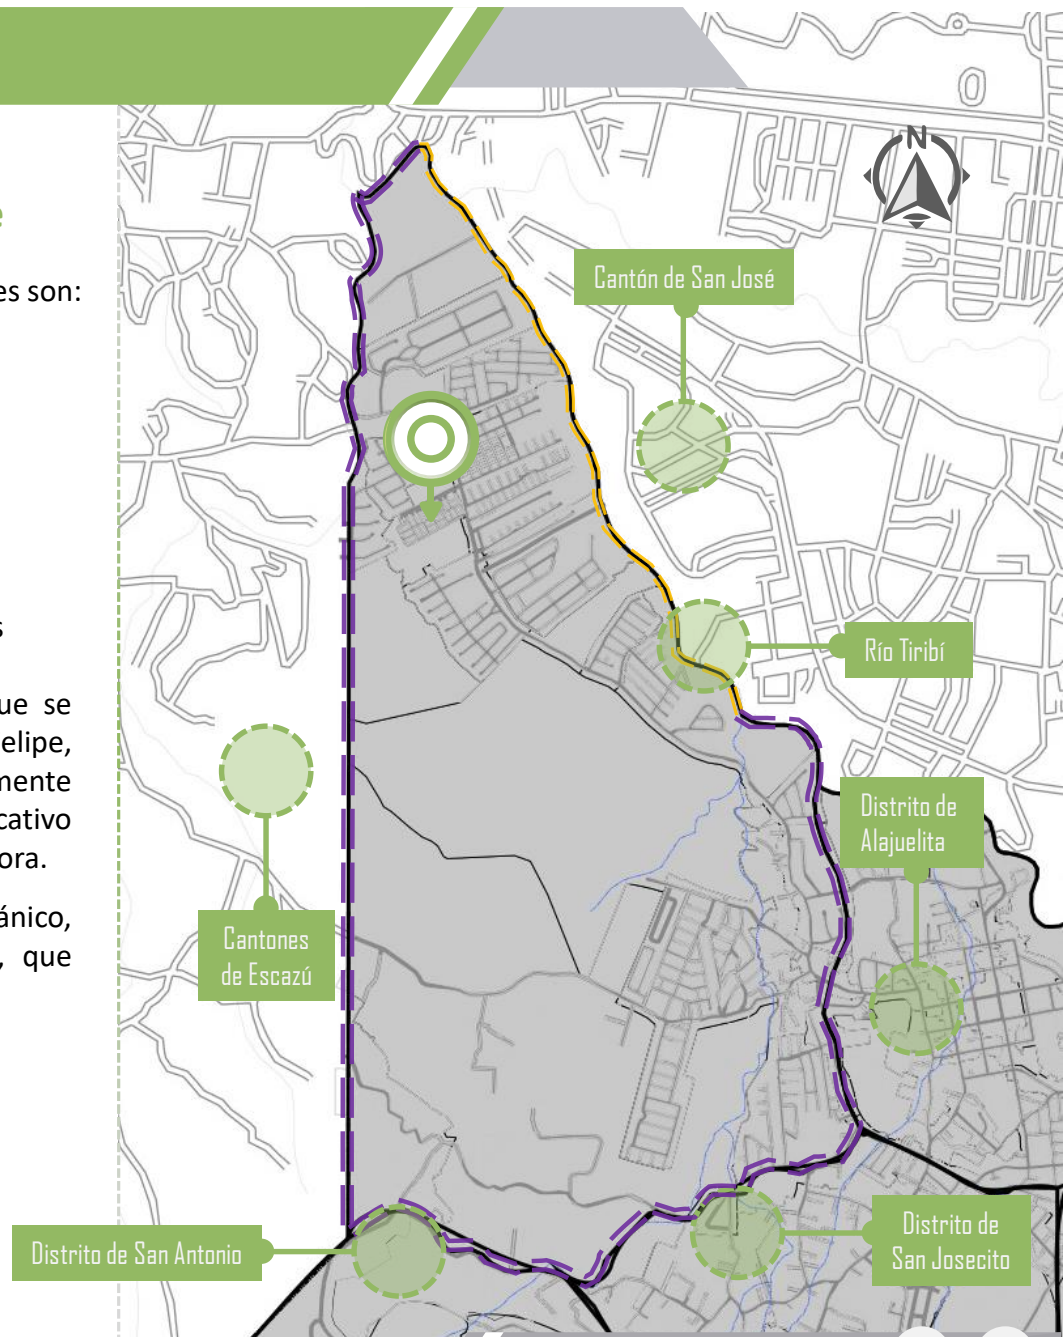 e
es son:
s
ue se
elipe,
mente
cativo
ora.
ánico,
, que
N
Cantón de San José
Río Tiribí
Distrito de
Alajuelita
Cantones
de Escazú
Distrito de San Antonio
Distrito de
San Josecito